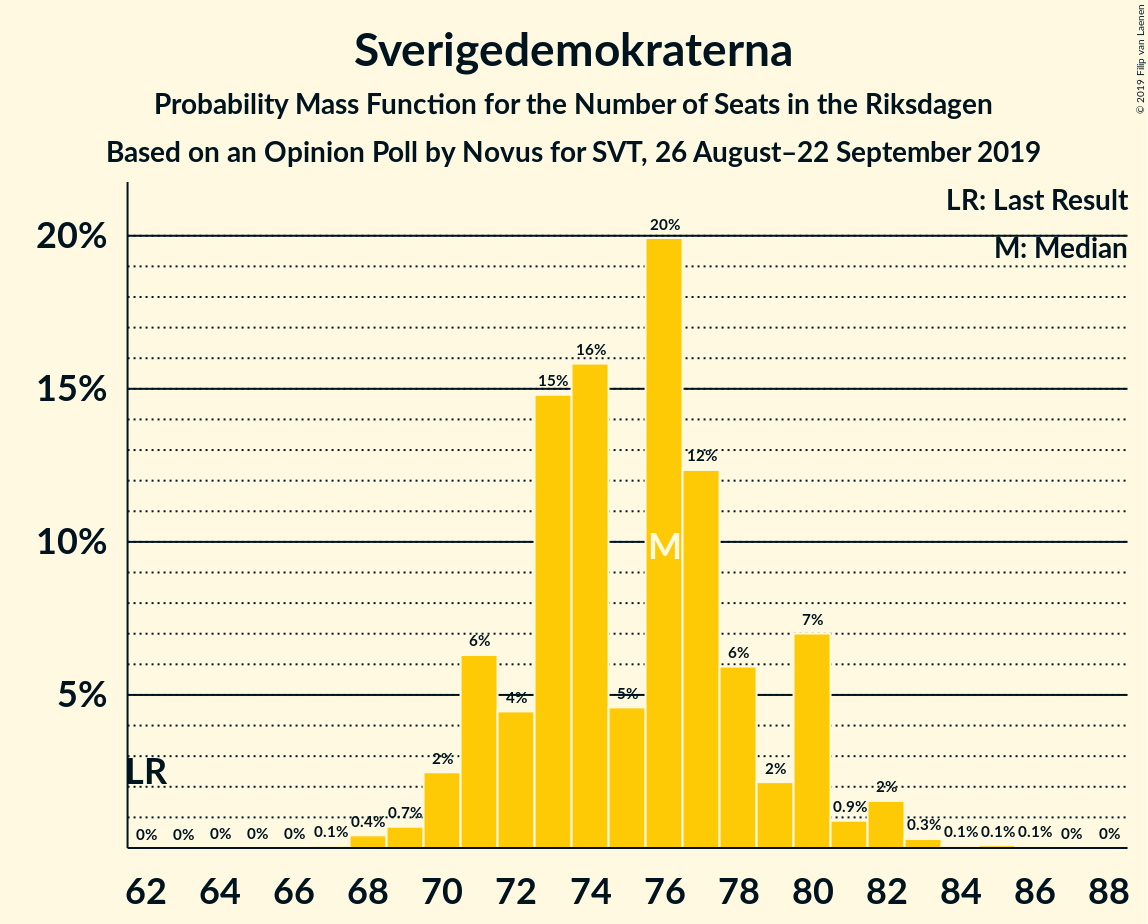 Sverigedemokraterna
Probability Mass Function for the Number of Seats in the Riksdagen
Based on an Opinion Poll by Novus for SVT, 26 August–22 September 2019
© 2019 Filip van Laenen
LR: Last Result
M: Median
20%
15%
10%
5%
LR
M
0% 0% 0% 0% 0% 0.1% 0.4% 0.7% 2% 6% 4% 15% 16% 5% 20% 12% 6% 2% 7% 0.9% 2% 0.3% 0.1% 0.1% 0.1% 0% 0%
62 64 66 68 70 72 74 76 78 80 82 84 86 88